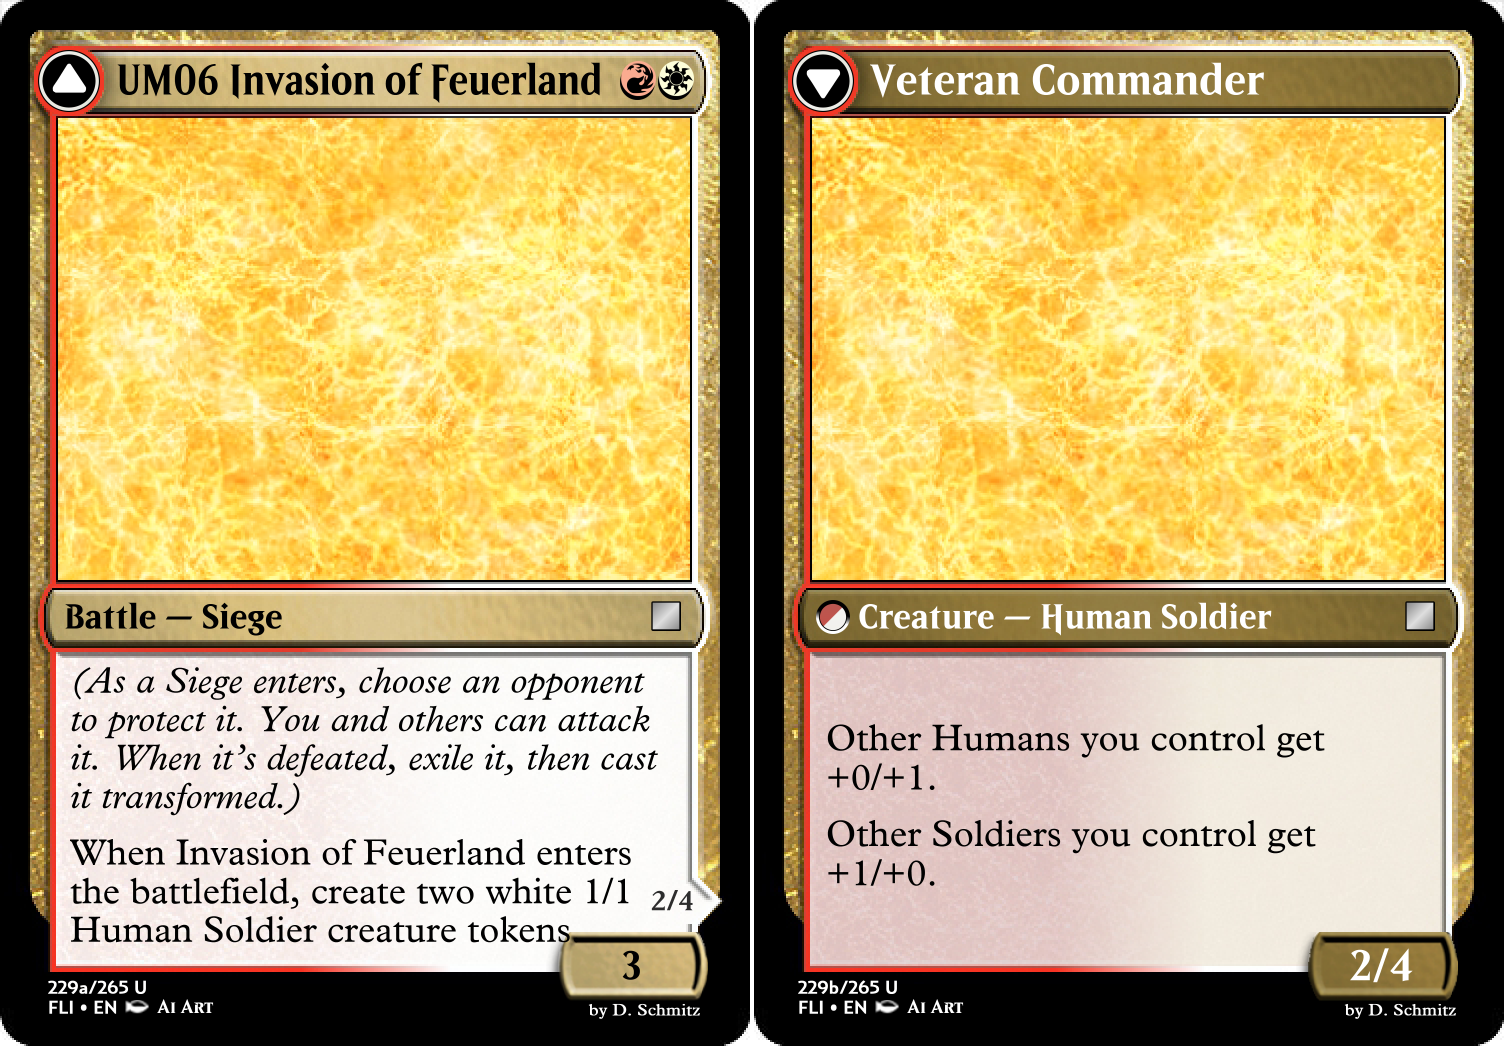 UM06 Invasion of Feuerland
Battle — Siege
(As a Siege enters, choose an opponent
to protect it. You and others can attack
it. When it's defeated, exile it, then cast
it transformed.)
When Invasion of Feuerland enters
the battlefield, create two white 1/1
Human Soldier creature tokens.
2/4
3
229a/265 U
FLI • EN AI ART
by D. Schmitz
Veteran Commander
Creature — Human Soldier
Other Humans you control get
+0/+1.
Other Soldiers you control get
+1/+0.
2/4
229b/265 U
FLI • EN AI ART
by D. Schmitz